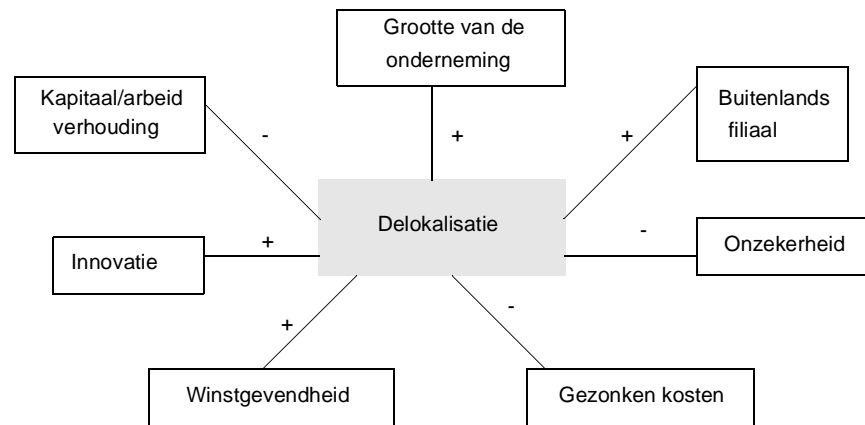 Grootte van de
onderneming
Kapitaal/arbeid
verhouding
Buitenlands
filiaal
-
+
+
Delokalisatie
Innovatie
+
-
Onzekerheid
+
-
Winstgevendheid
Gezonken kosten